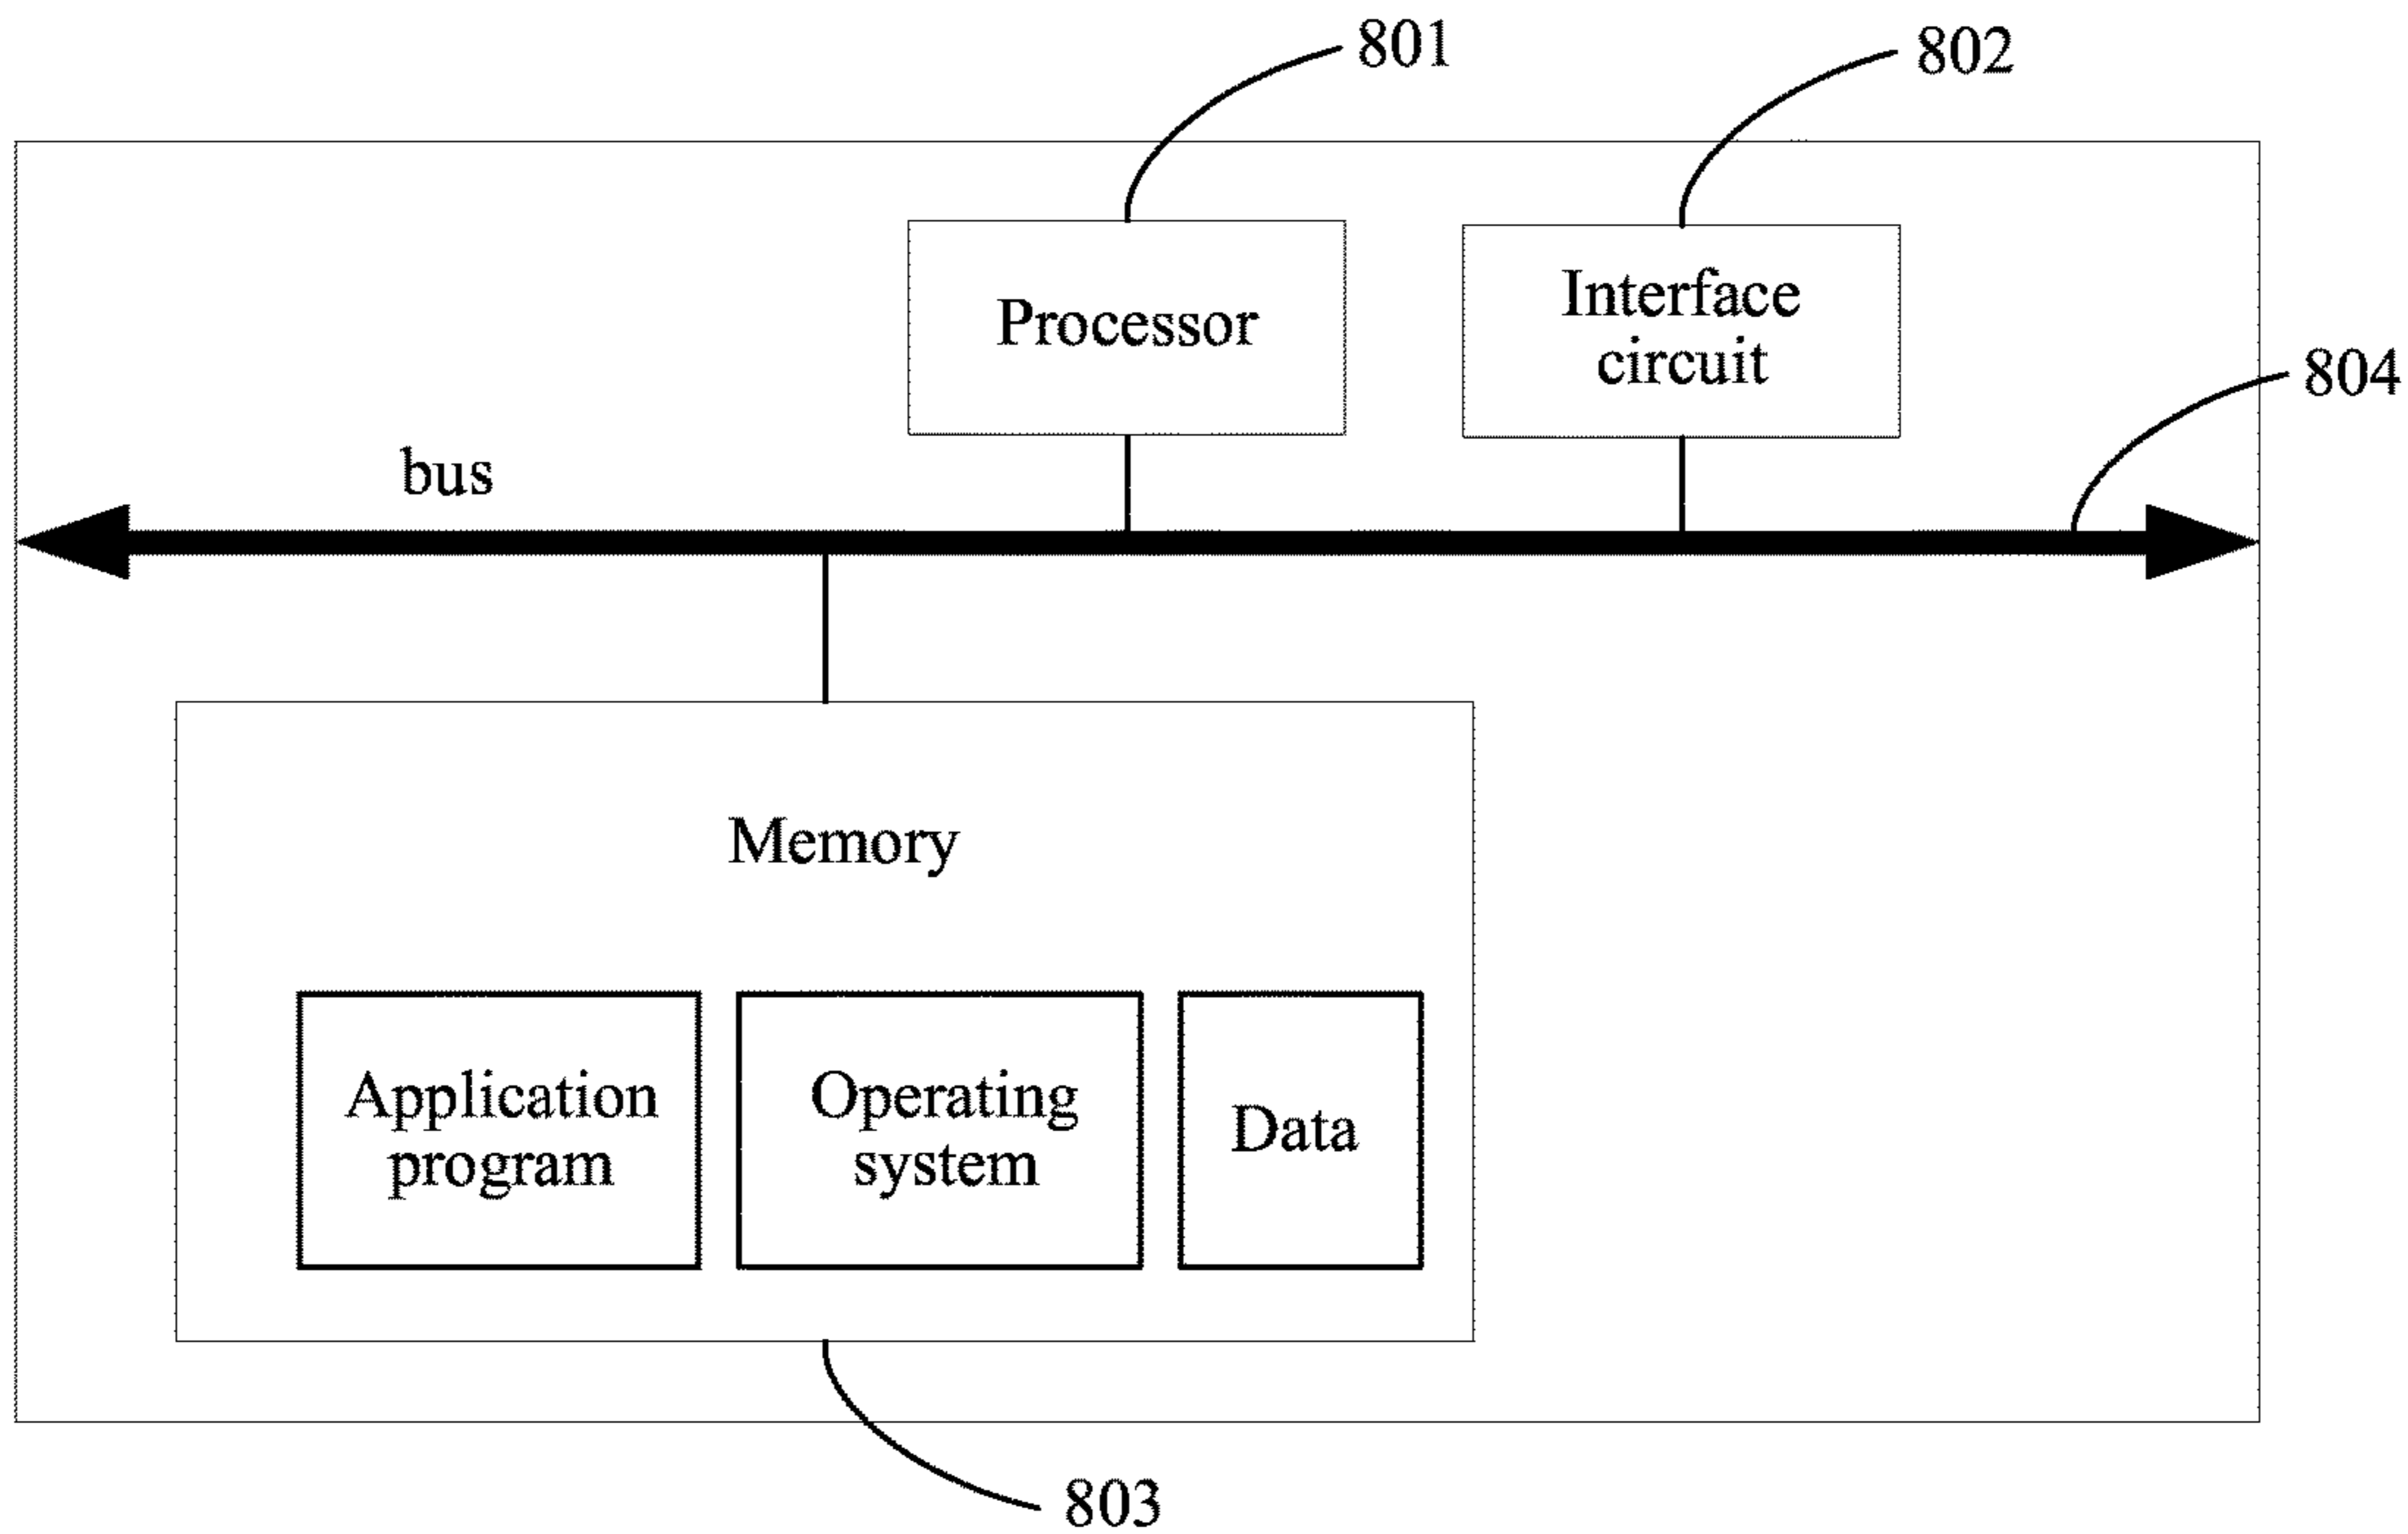 801
802
Processor
Interface
circuit
804
bus
Memory
Application
program
Operating
system
Data
803